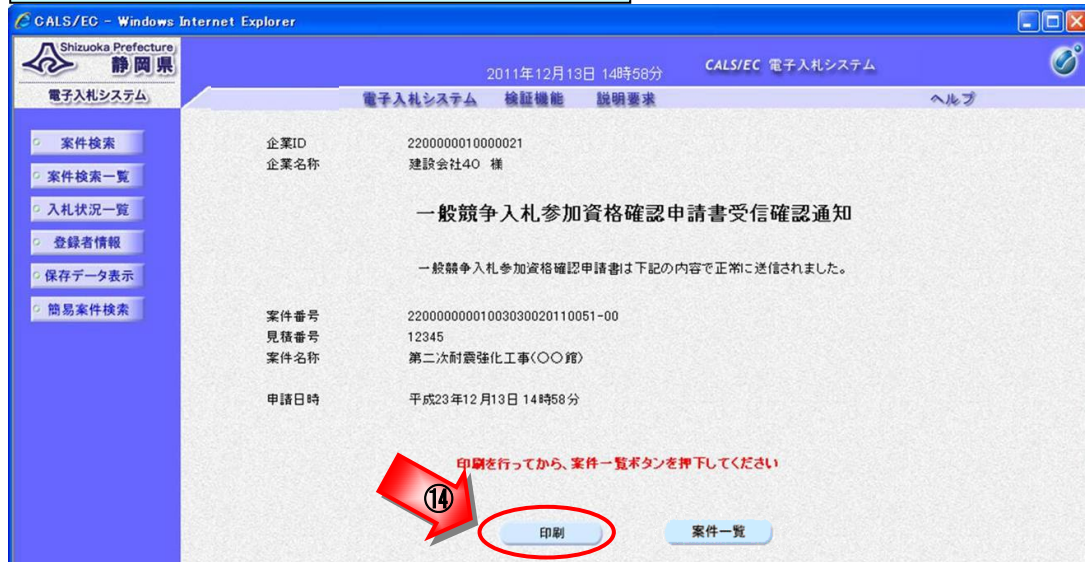 CALS/EC - Windows Internet Explorer
Shizuoka Prefecture
静岡県
2011年12月13日 14時58分
CALS/EC 電子入札システム
電子入札システム
電子入札システム 検証機能 説明要求 ヘルプ
案件検索
案件検索一覧
入札状況一覧
登録者情報
保存データ表示
簡易案件検索
企業ID 2200000010000021
企業名称 建設会社40 様
一般競争入札参加資格確認申請書受信確認通知
一般競争入札参加資格確認申請書は下記の内容で正常に送信されました。
案件番号 22000000001003030020110051-00
見積番号 12345
案件名称 第二次耐震強化工事(〇〇館)
申請日時 平成23年12月13日 14時58分
印刷を行ってから、案件一覧ボタンを押下してください
⑭
印刷 案件一覧